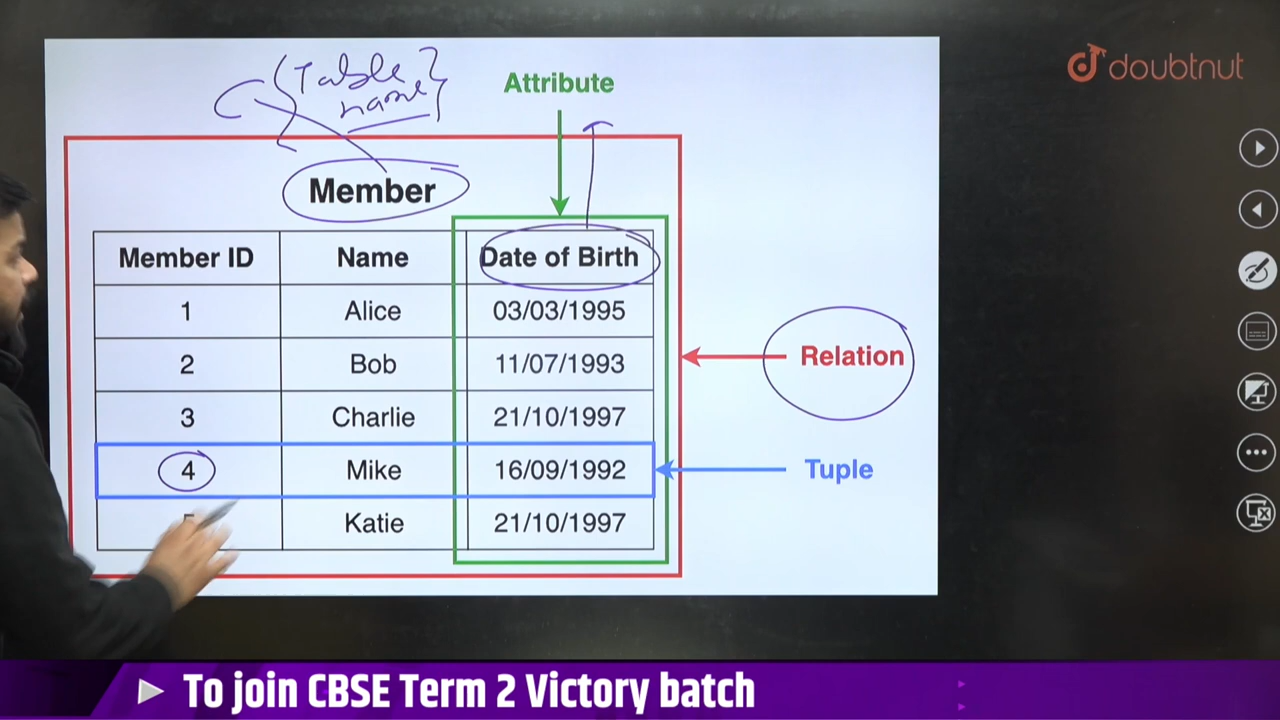 {Table
name}
Attribute
doubtnut
Member
Member ID Name Date of Birth
1 Alice 03/03/1995
2 Bob 11/07/1993
3 Charlie 21/10/1997
Relation
4 Mike 16/09/1992
Tuple
Katie 21/10/1997
To join CBSE Term 2 Victory batch